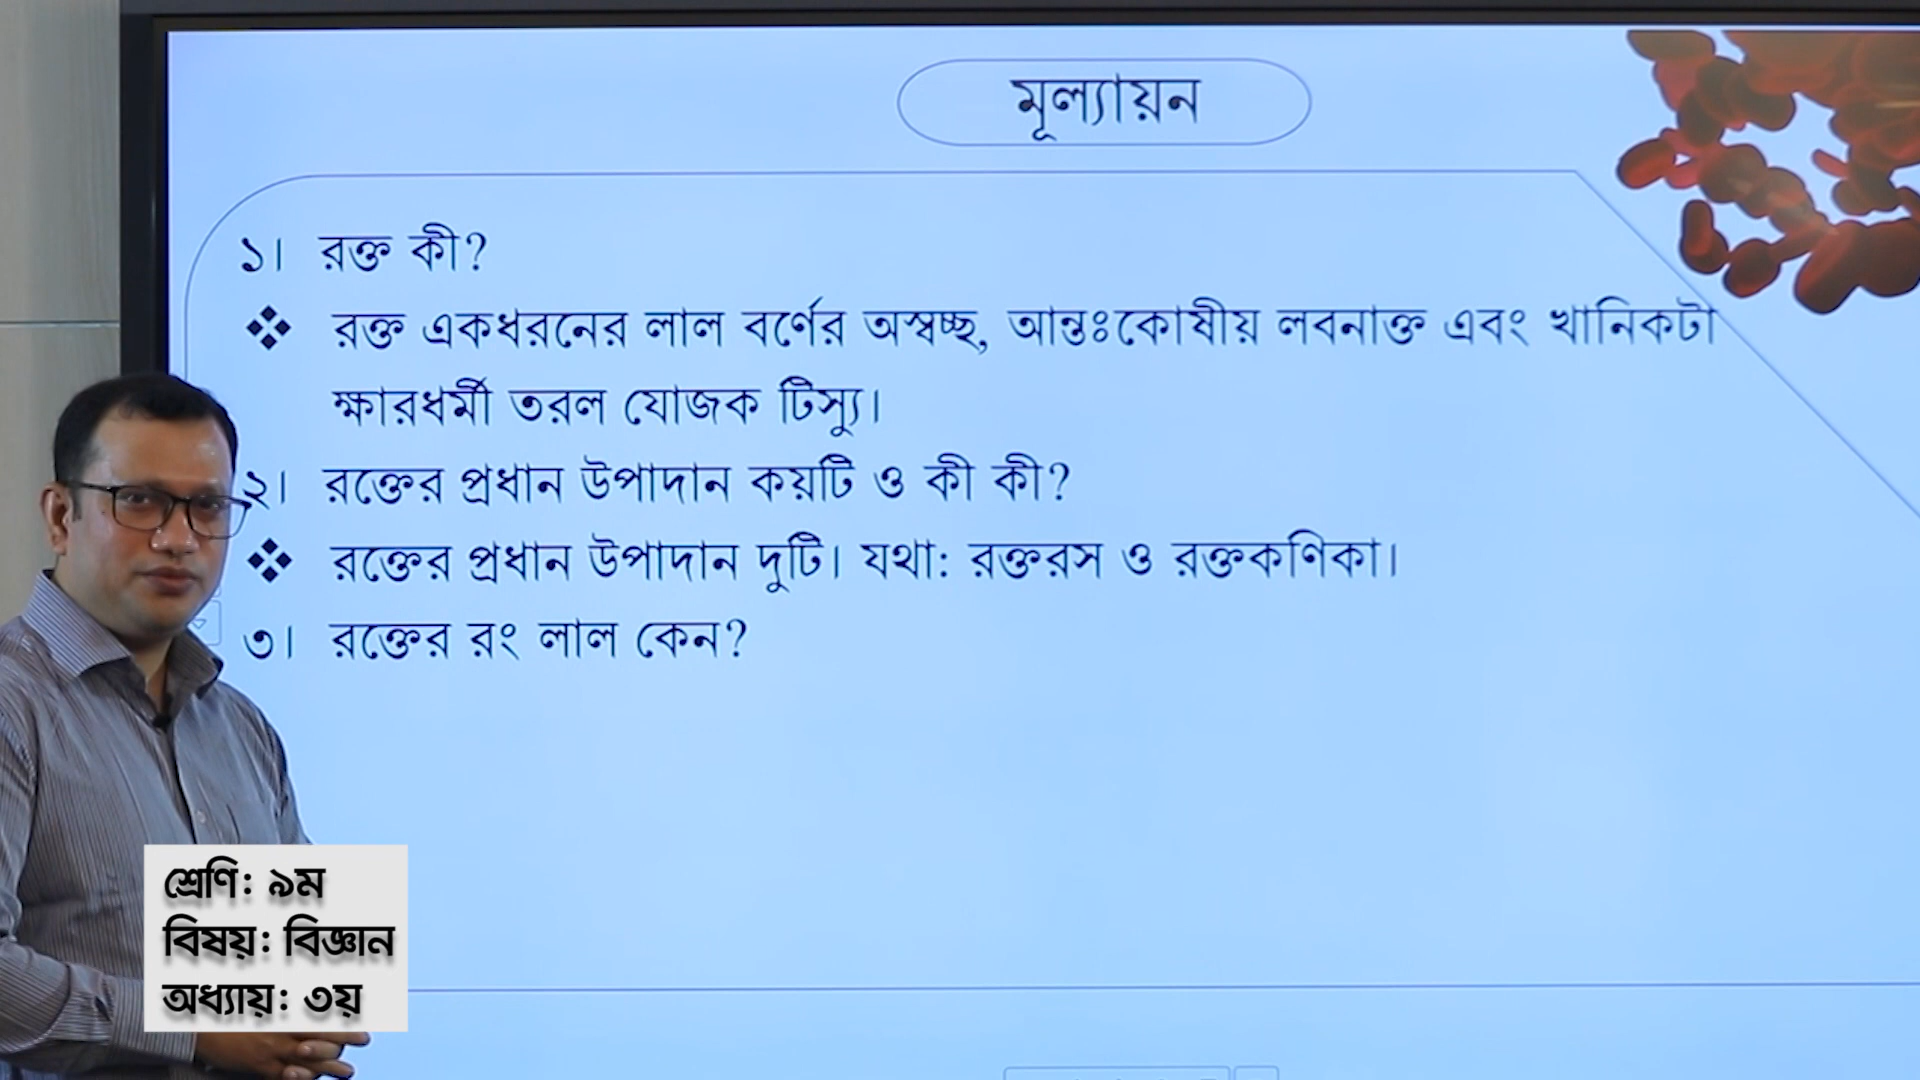 মূল্যায়ন
১। রক্ত কী?
❖ রক্ত একধরনের লাল বর্ণের অস্বচ্ছ, আন্তঃকোষীয় লবনাক্ত এবং খানিকটা
ক্ষারধর্মী তরল যোজক টিস্যু।
২। রক্তের প্রধান উপাদান কয়টি ও কী কী?
❖ রক্তের প্রধান উপাদান দুটি। যথা: রক্তরস ও রক্তকণিকা।
৩। রক্তের রং লাল কেন?
শ্রেণি: ৯ম
বিষয়: বিজ্ঞান
অধ্যায়: ৩য়